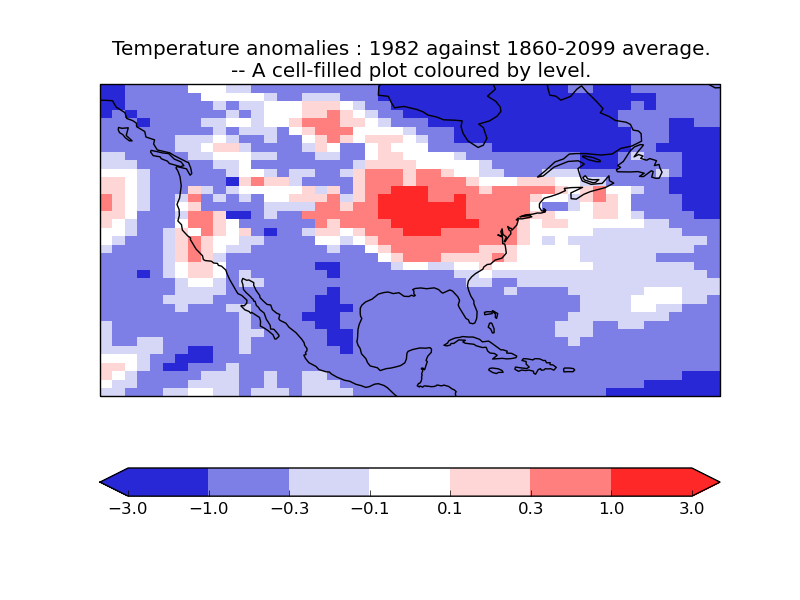 Temperature anomalies : 1982 against 1860-2099 average.
-- A cell-filled plot coloured by level.
−3.0 −1.0 −0.3 −0.1 0.1 0.3 1.0 3.0